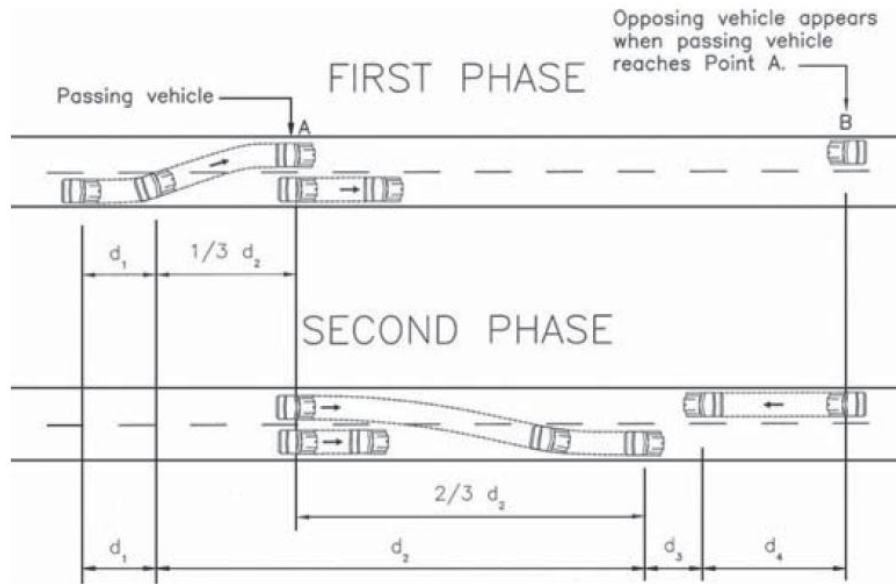 Opposing vehicle appears
when passing vehicle
reaches Point A.
FIRST PHASE
Passing vehicle
A
B
d₁
1/3 d₂
SECOND PHASE
2/3 d₂
d₁
d₂
d₃
d₄